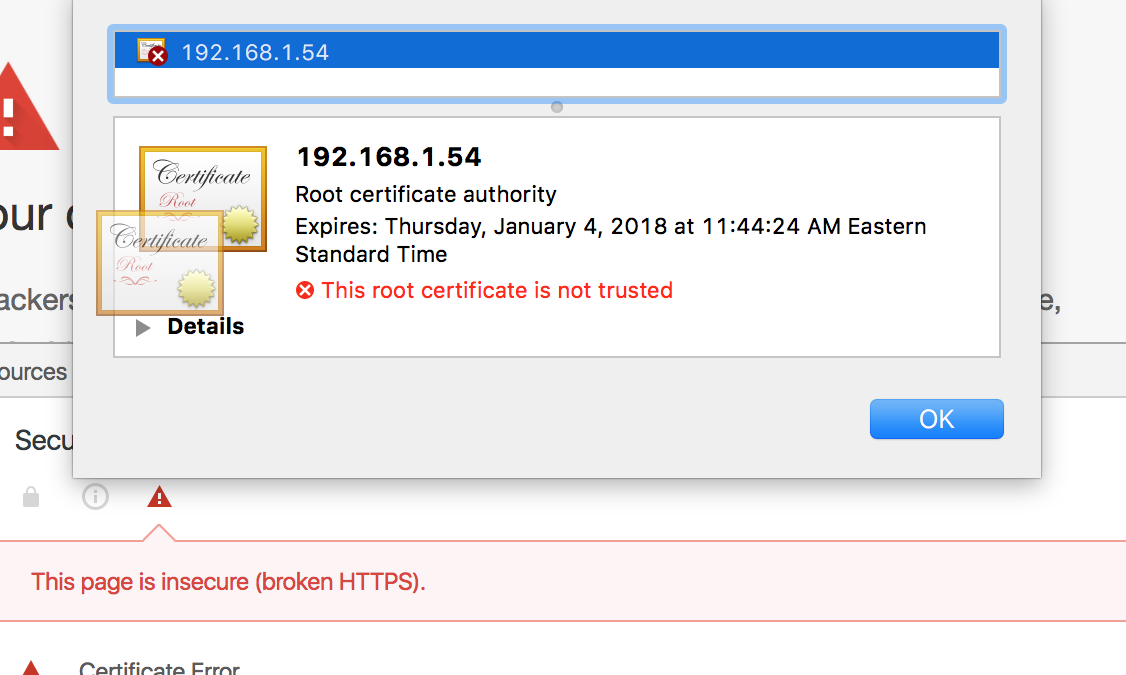 192.168.1.54
Certificate
Root
192.168.1.54
Root certificate authority
Expires: Thursday, January 4, 2018 at 11:44:24 AM Eastern
Standard Time
This root certificate is not trusted
Certificate
Root
Details
OK
our c
ackers
e,
ources
Secu
This page is insecure (broken HTTPS).
Certificate Error